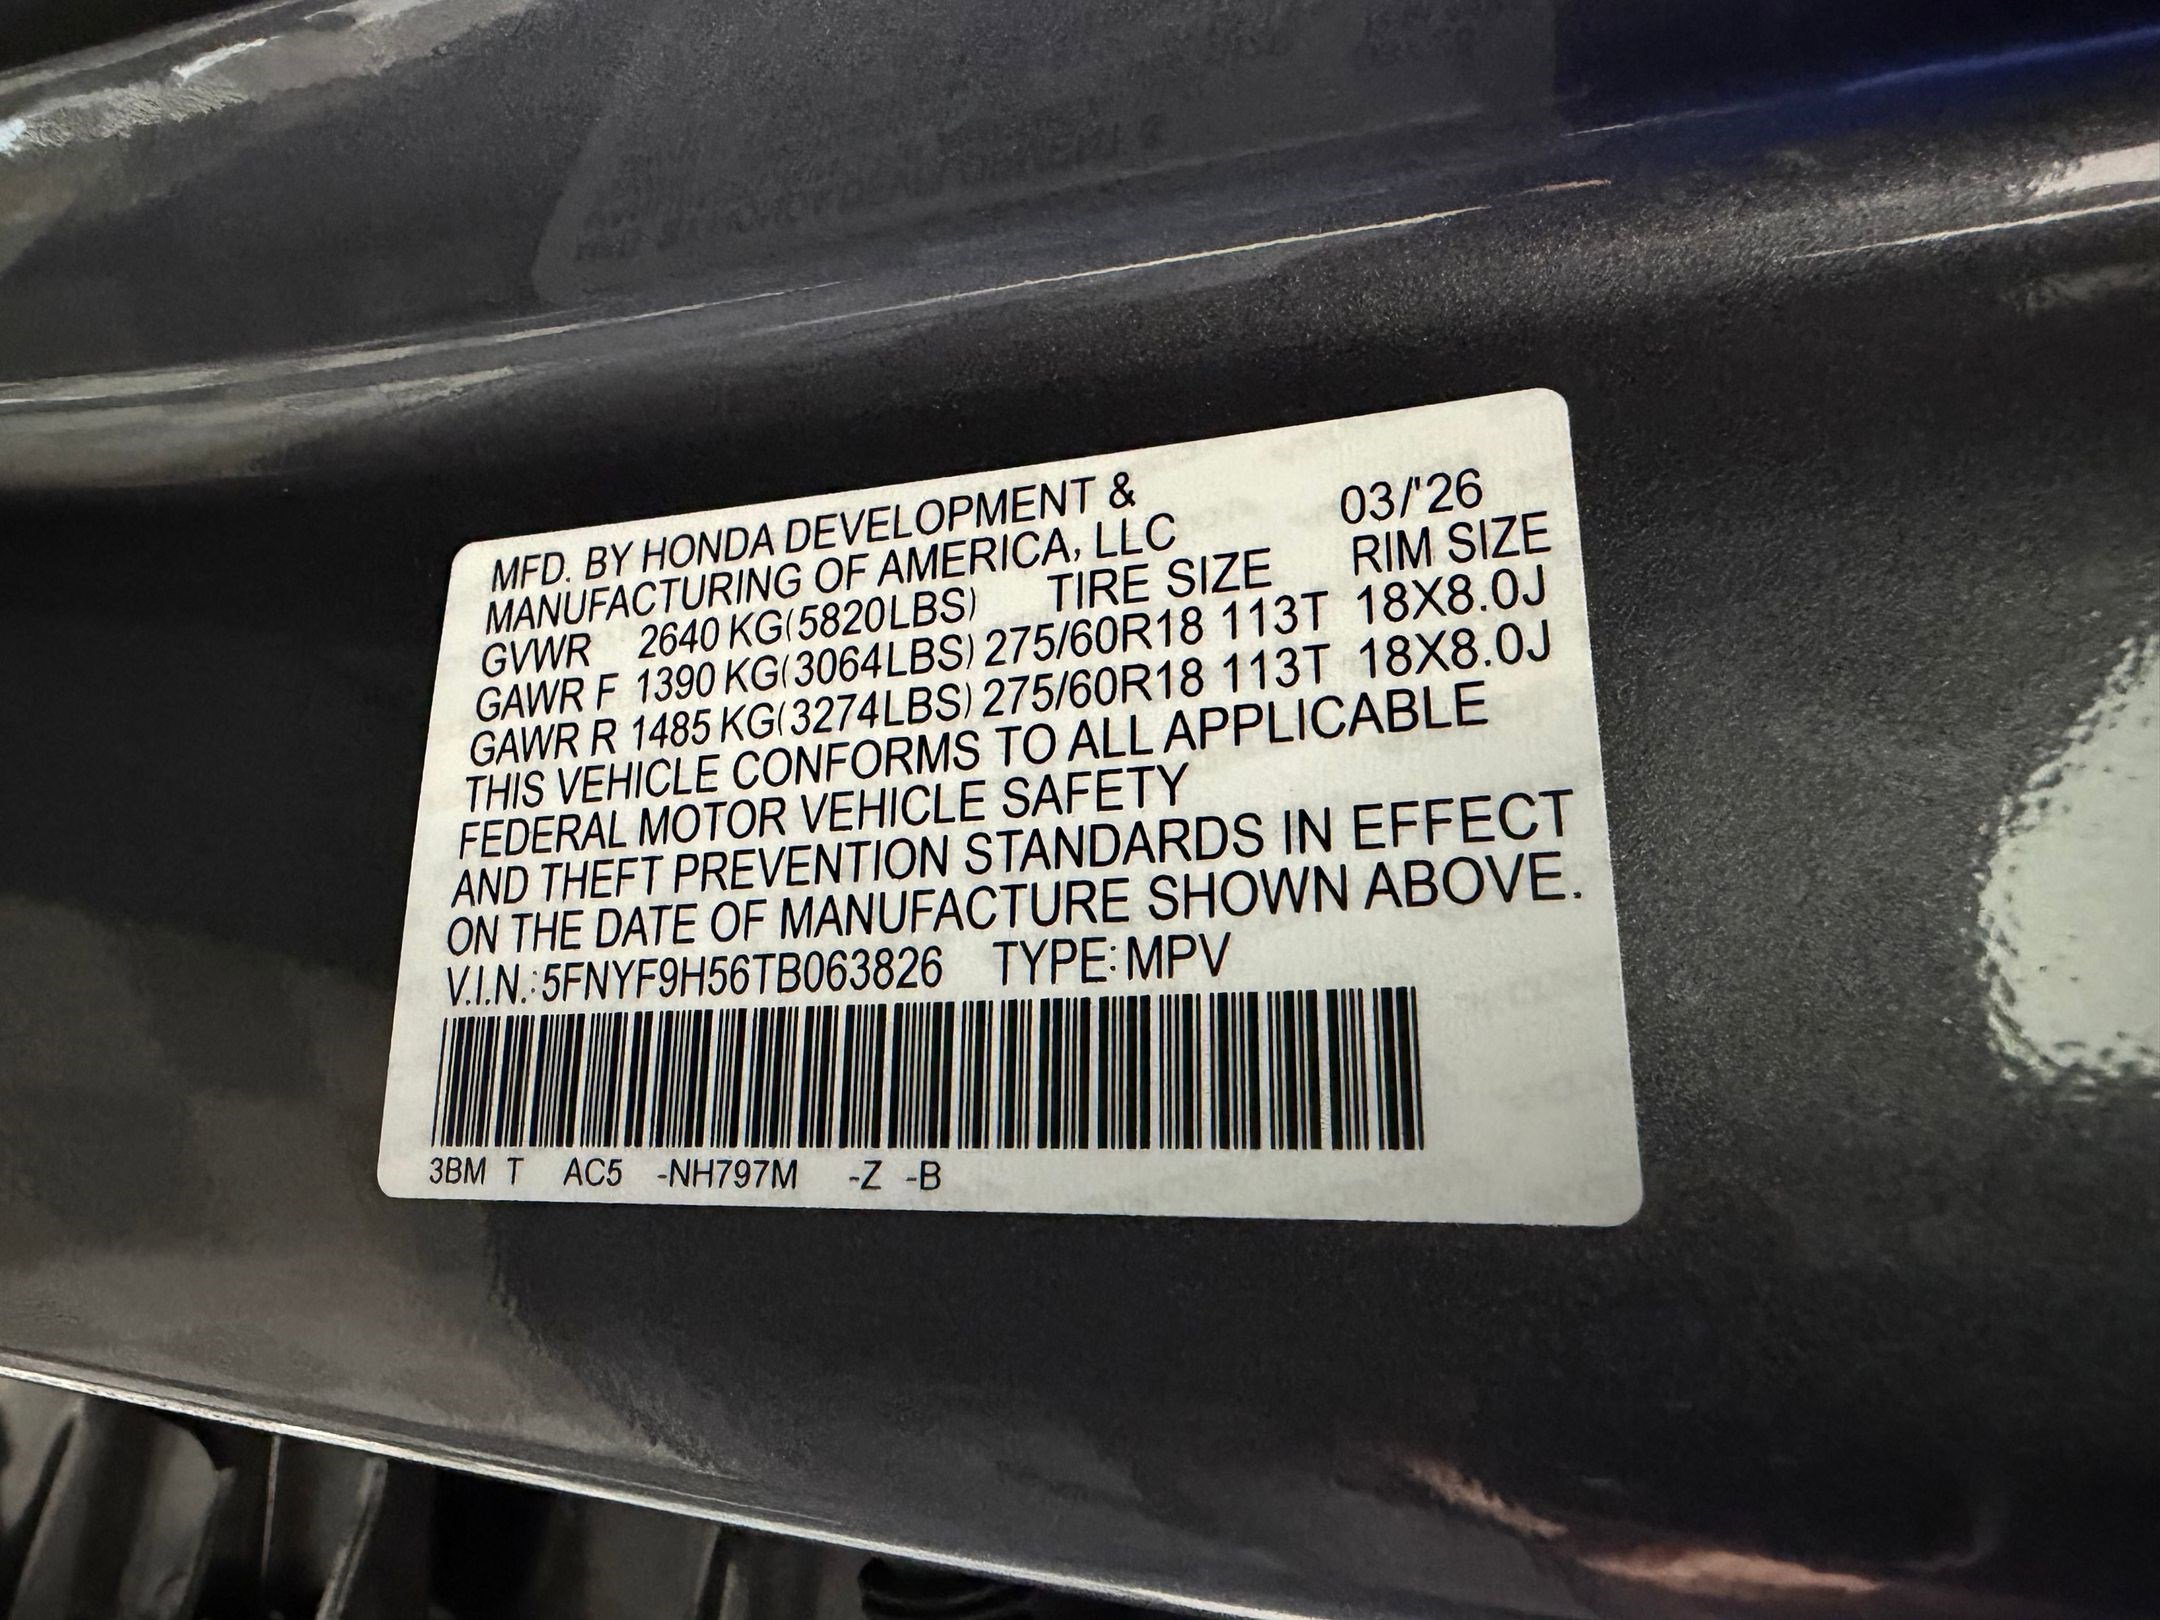 MFD. BY HONDA DEVELOPMENT & 03/'26
MANUFACTURING OF AMERICA, LLC
TIRE SIZE RIM SIZE
GVWR 2640 KG(5820LBS)
GAWR F 1390 KG(3064LBS) 275/60R18 113T 18X8.0J
GAWR R 1485 KG(3274LBS) 275/60R18 113T 18X8.0J
THIS VEHICLE CONFORMS TO ALL APPLICABLE
FEDERAL MOTOR VEHICLE SAFETY
AND THEFT PREVENTION STANDARDS IN EFFECT
ON THE DATE OF MANUFACTURE SHOWN ABOVE.
V.I.N.:5FNYF9H56TB063826 TYPE:MPV
3BM T AC5 -NH797M -Z -B